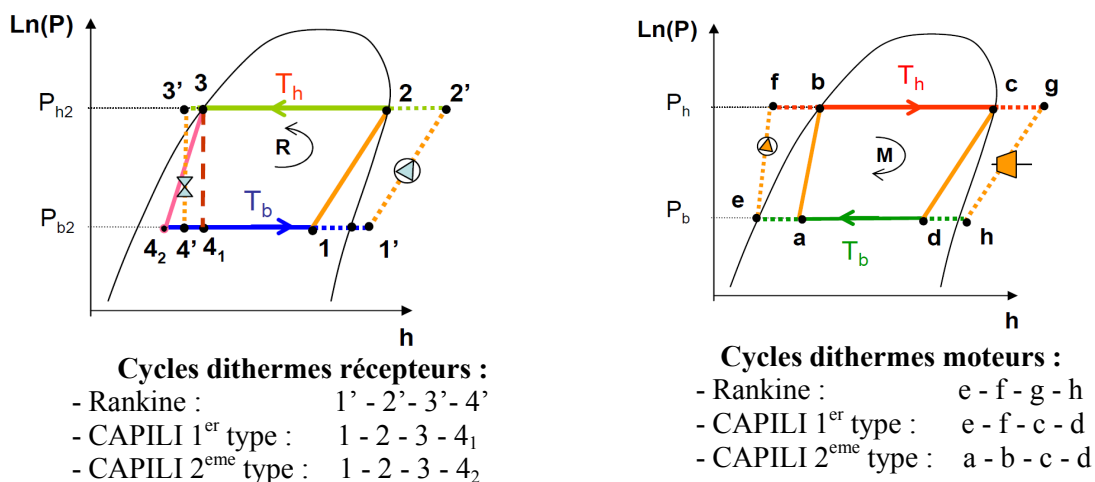 Ln(P)
3’ 3 T_h 2 2’
P_h2
R
P_b2
T_b
4_2 4’ 4_1 1 1’
h
Cycles dithermes récepteurs :
- Rankine : 1’ - 2’- 3’- 4’
- CAPILI 1^er type : 1 - 2 - 3 - 4_1
- CAPILI 2^eme type : 1 - 2 - 3 - 4_2
Ln(P)
f b T_h c g
P_h
M
P_b
e
a d h
T_b
h
Cycles dithermes moteurs :
- Rankine : e - f - g - h
- CAPILI 1^er type : e - f - c - d
- CAPILI 2^eme type : a - b - c - d